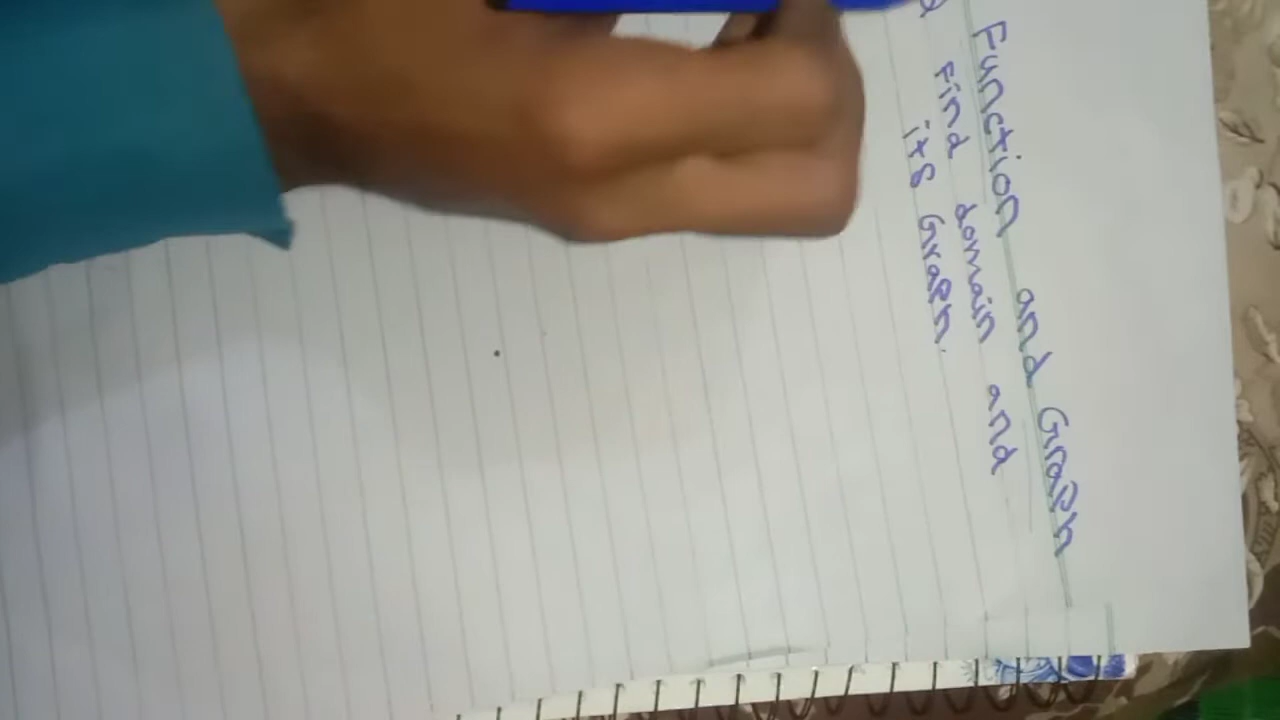 Function and Graph
Find domain and
its Graph.